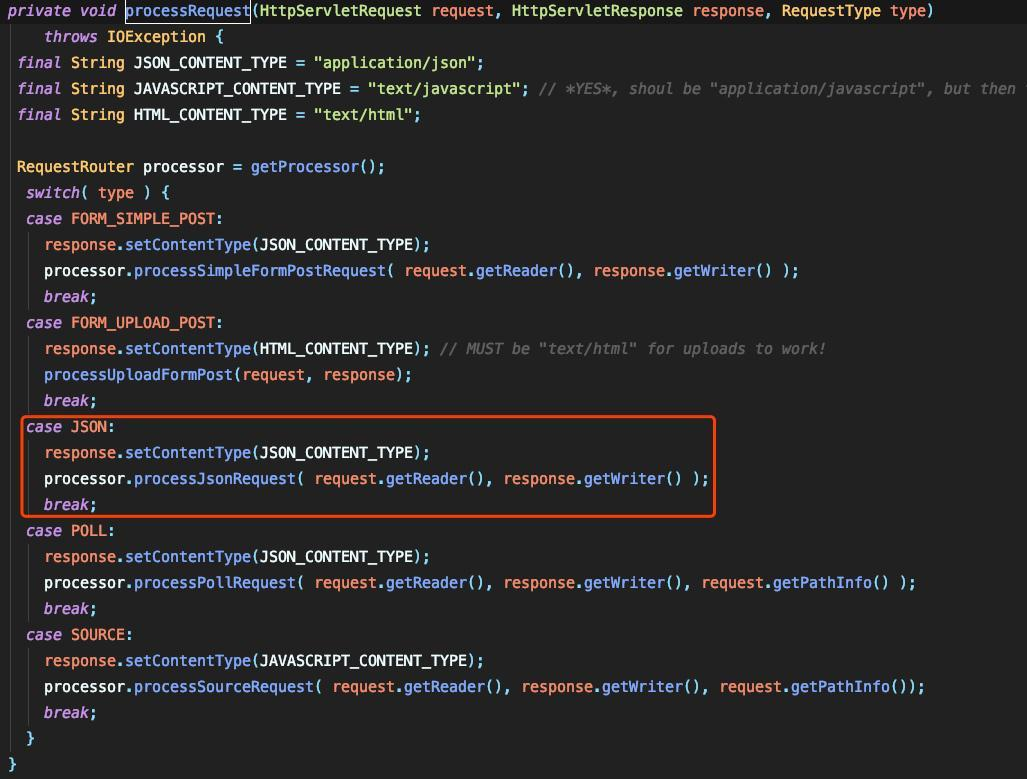 private void processRequest(HttpServletRequest request, HttpServletResponse response, RequestType type)
throws IOException {
final String JSON_CONTENT_TYPE = "application/json";
final String JAVASCRIPT_CONTENT_TYPE = "text/javascript"; // *YES*, shoul be "application/javascript", but then
final String HTML_CONTENT_TYPE = "text/html";
RequestRouter processor = getProcessor();
switch( type ) {
case FORM_SIMPLE_POST:
response.setContentType(JSON_CONTENT_TYPE);
processor.processSimpleFormPostRequest( request.getReader(), response.getWriter() );
break;
case FORM_UPLOAD_POST:
response.setContentType(HTML_CONTENT_TYPE); // MUST be "text/html" for uploads to work!
processUploadFormPost(request, response);
break;
case JSON:
response.setContentType(JSON_CONTENT_TYPE);
processor.processJsonRequest( request.getReader(), response.getWriter() );
break;
case POLL:
response.setContentType(JSON_CONTENT_TYPE);
processor.processPollRequest( request.getReader(), response.getWriter(), request.getPathInfo() );
break;
case SOURCE:
response.setContentType(JAVASCRIPT_CONTENT_TYPE);
processor.processSourceRequest( request.getReader(), response.getWriter(), request.getPathInfo());
break;
}
}